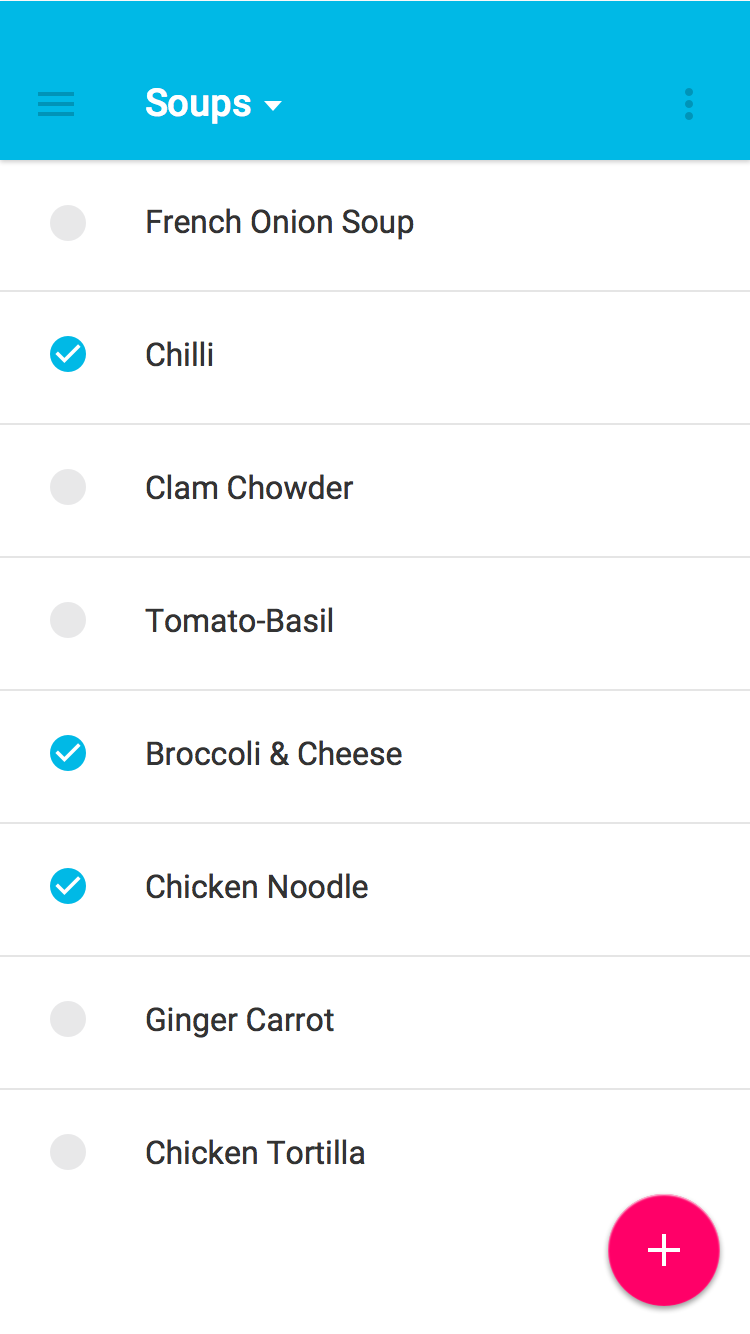 Soups
French Onion Soup
Chilli
Clam Chowder
Tomato-Basil
Broccoli & Cheese
Chicken Noodle
Ginger Carrot
Chicken Tortilla